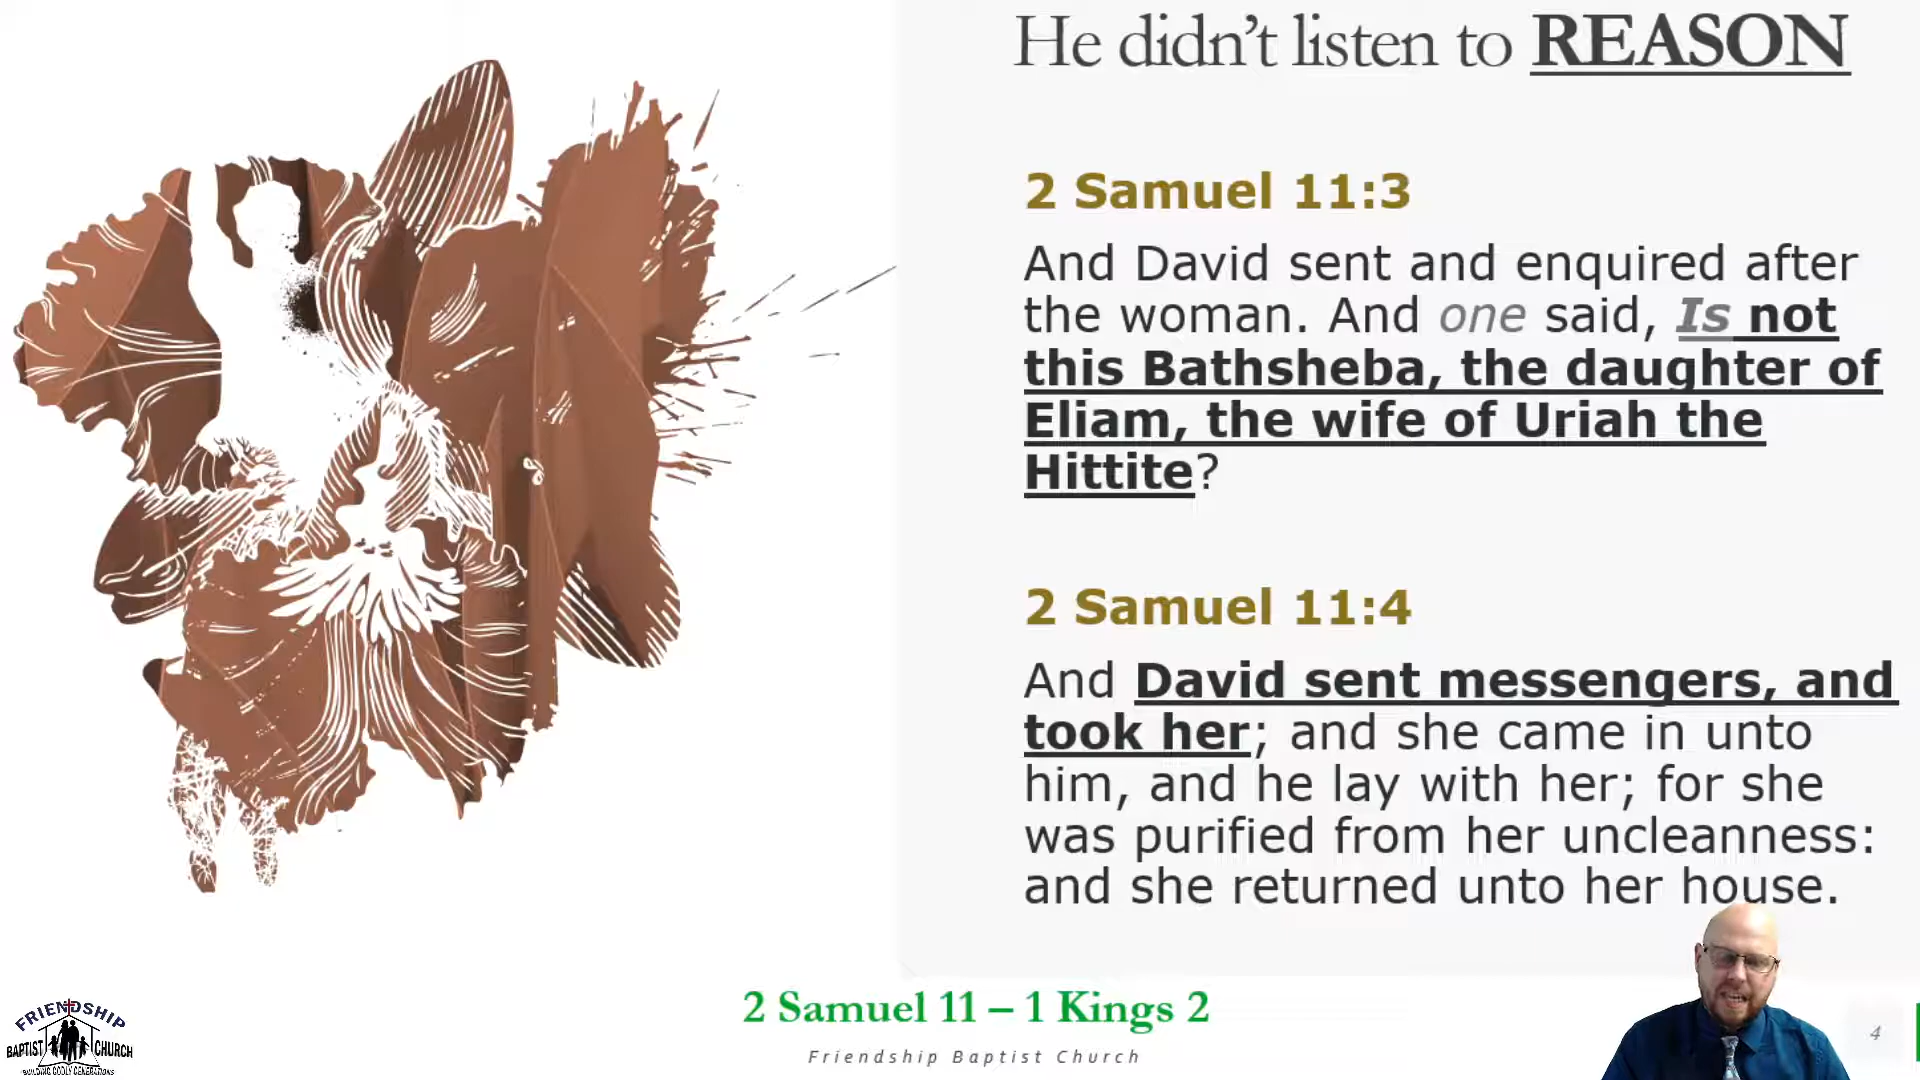 He didn’t listen to REASON
2 Samuel 11:3
And David sent and enquired after
the woman. And one said, Is not
this Bathsheba, the daughter of
Eliam, the wife of Uriah the
Hittite?
2 Samuel 11:4
And David sent messengers, and
took her; and she came in unto
him, and he lay with her; for she
was purified from her uncleanness:
and she returned unto her house.
2 Samuel 11 – 1 Kings 2
Friendship Baptist Church
4
FRIENDSHIP
BAPTIST CHURCH
BUILDING GODLY GENERATIONS